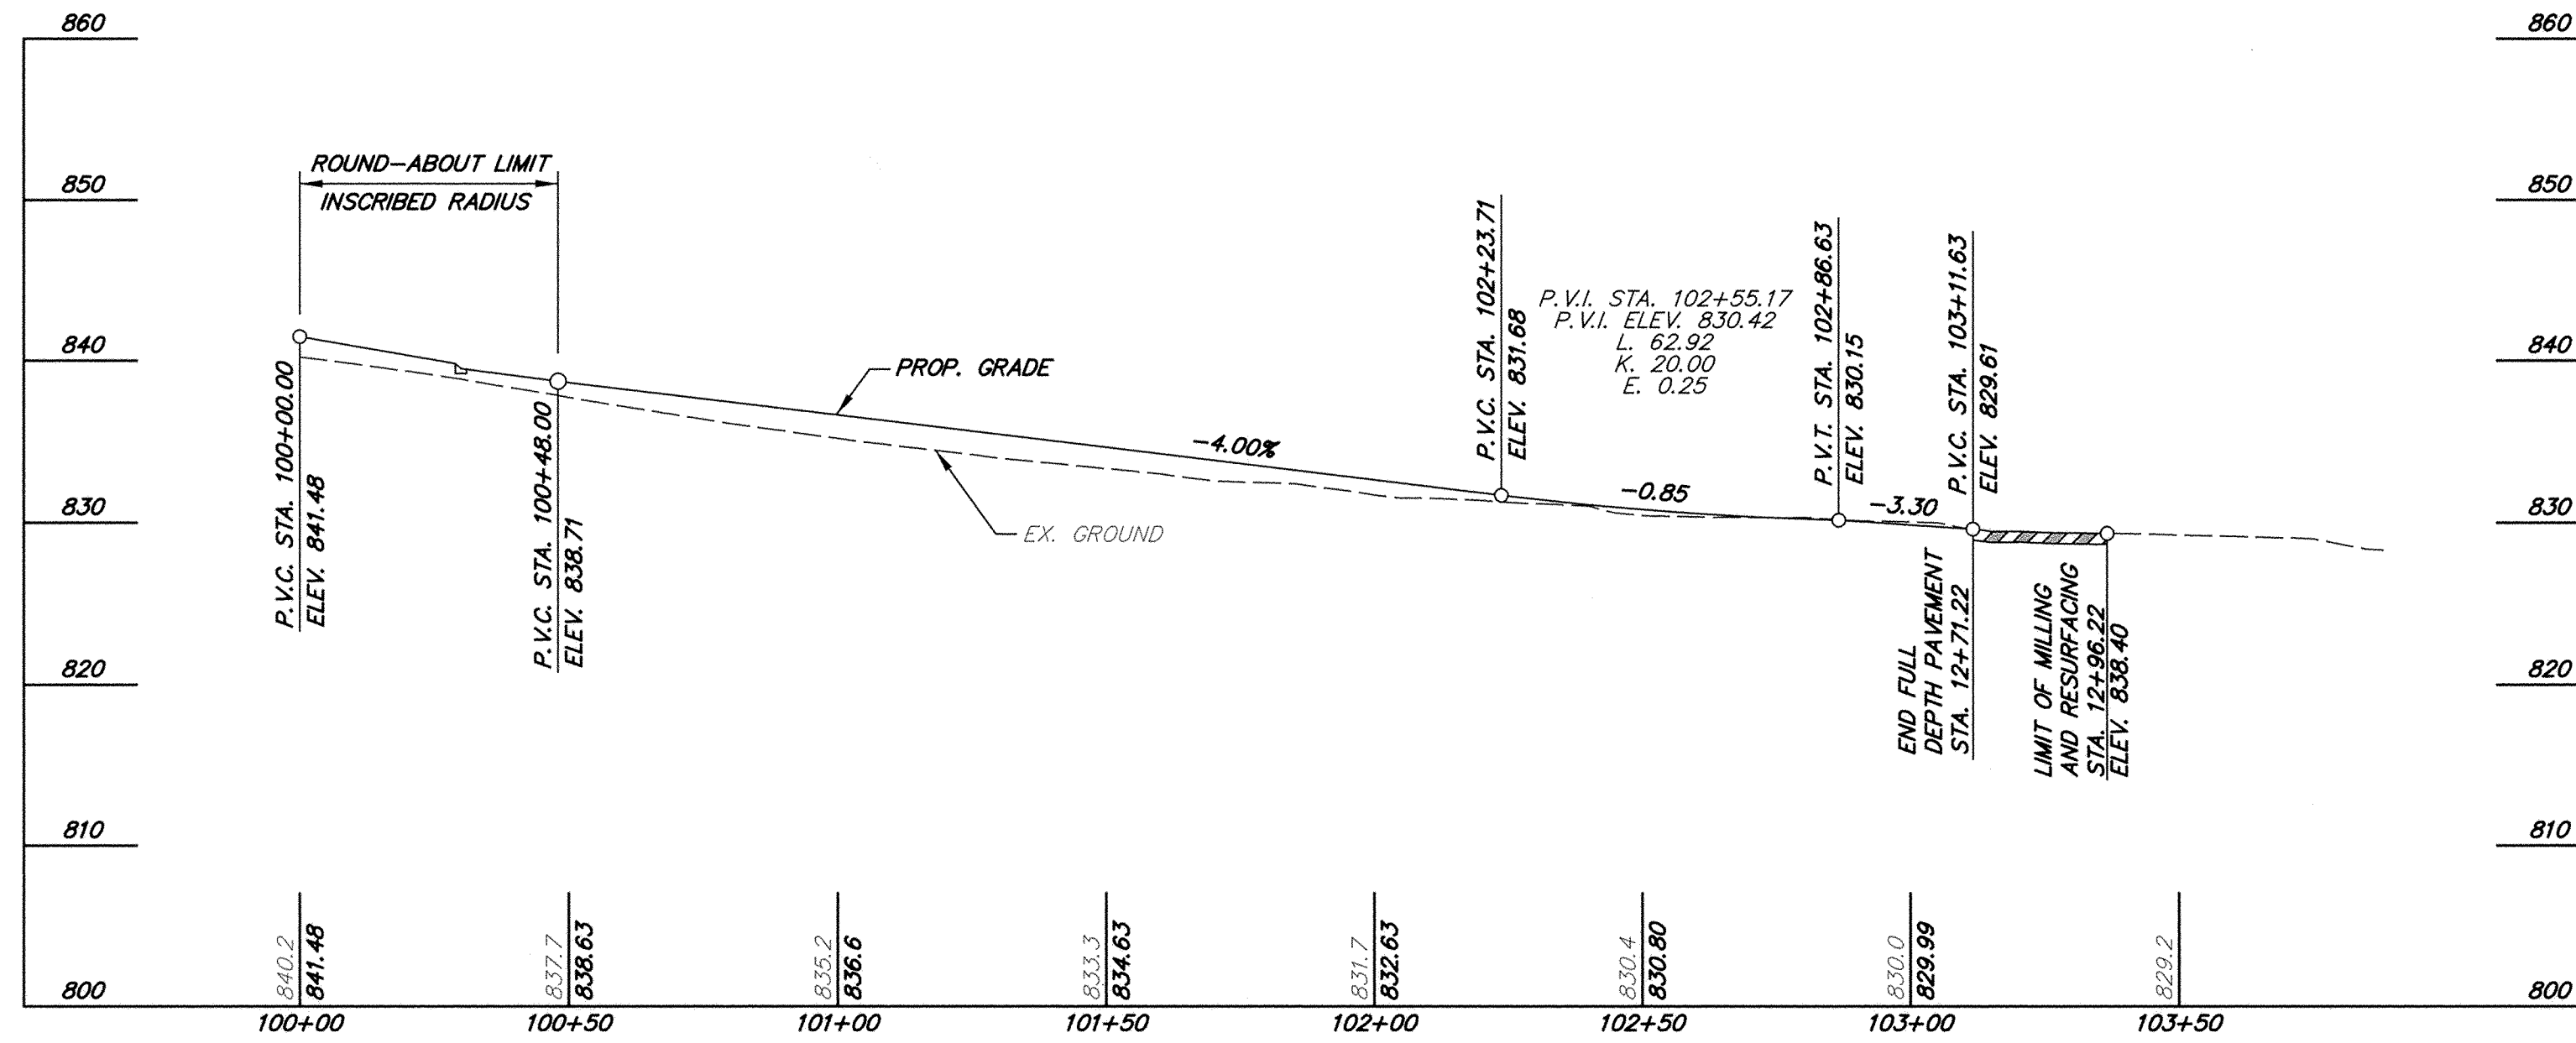 860
860
ROUND-ABOUT LIMIT
INSCRIBED RADIUS
850
850
P.V.C. STA. 102+23.71
ELEV. 831.68
P.V.I. STA. 102+55.17
P.V.I. ELEV. 830.42
L. 62.92
K. 20.00
E. 0.25
P.V.T. STA. 102+86.63
ELEV. 830.15
P.V.C. STA. 103+11.63
ELEV. 829.61
840
840
P.V.C. STA. 100+00.00
ELEV. 841.48
P.V.C. STA. 100+48.00
ELEV. 838.71
PROP. GRADE
-4.00%
-0.85
-3.30
EX. GROUND
830
830
END FULL
DEPTH PAVEMENT
STA. 12+71.22
LIMIT OF MILLING
AND RESURFACING
STA. 12+96.22
ELEV. 838.40
820
820
810
810
840.2
841.48
837.7
838.63
835.2
836.6
833.3
834.63
831.7
832.63
830.4
830.80
830.0
829.99
829.2
800
800
100+00
100+50
101+00
101+50
102+00
102+50
103+00
103+50